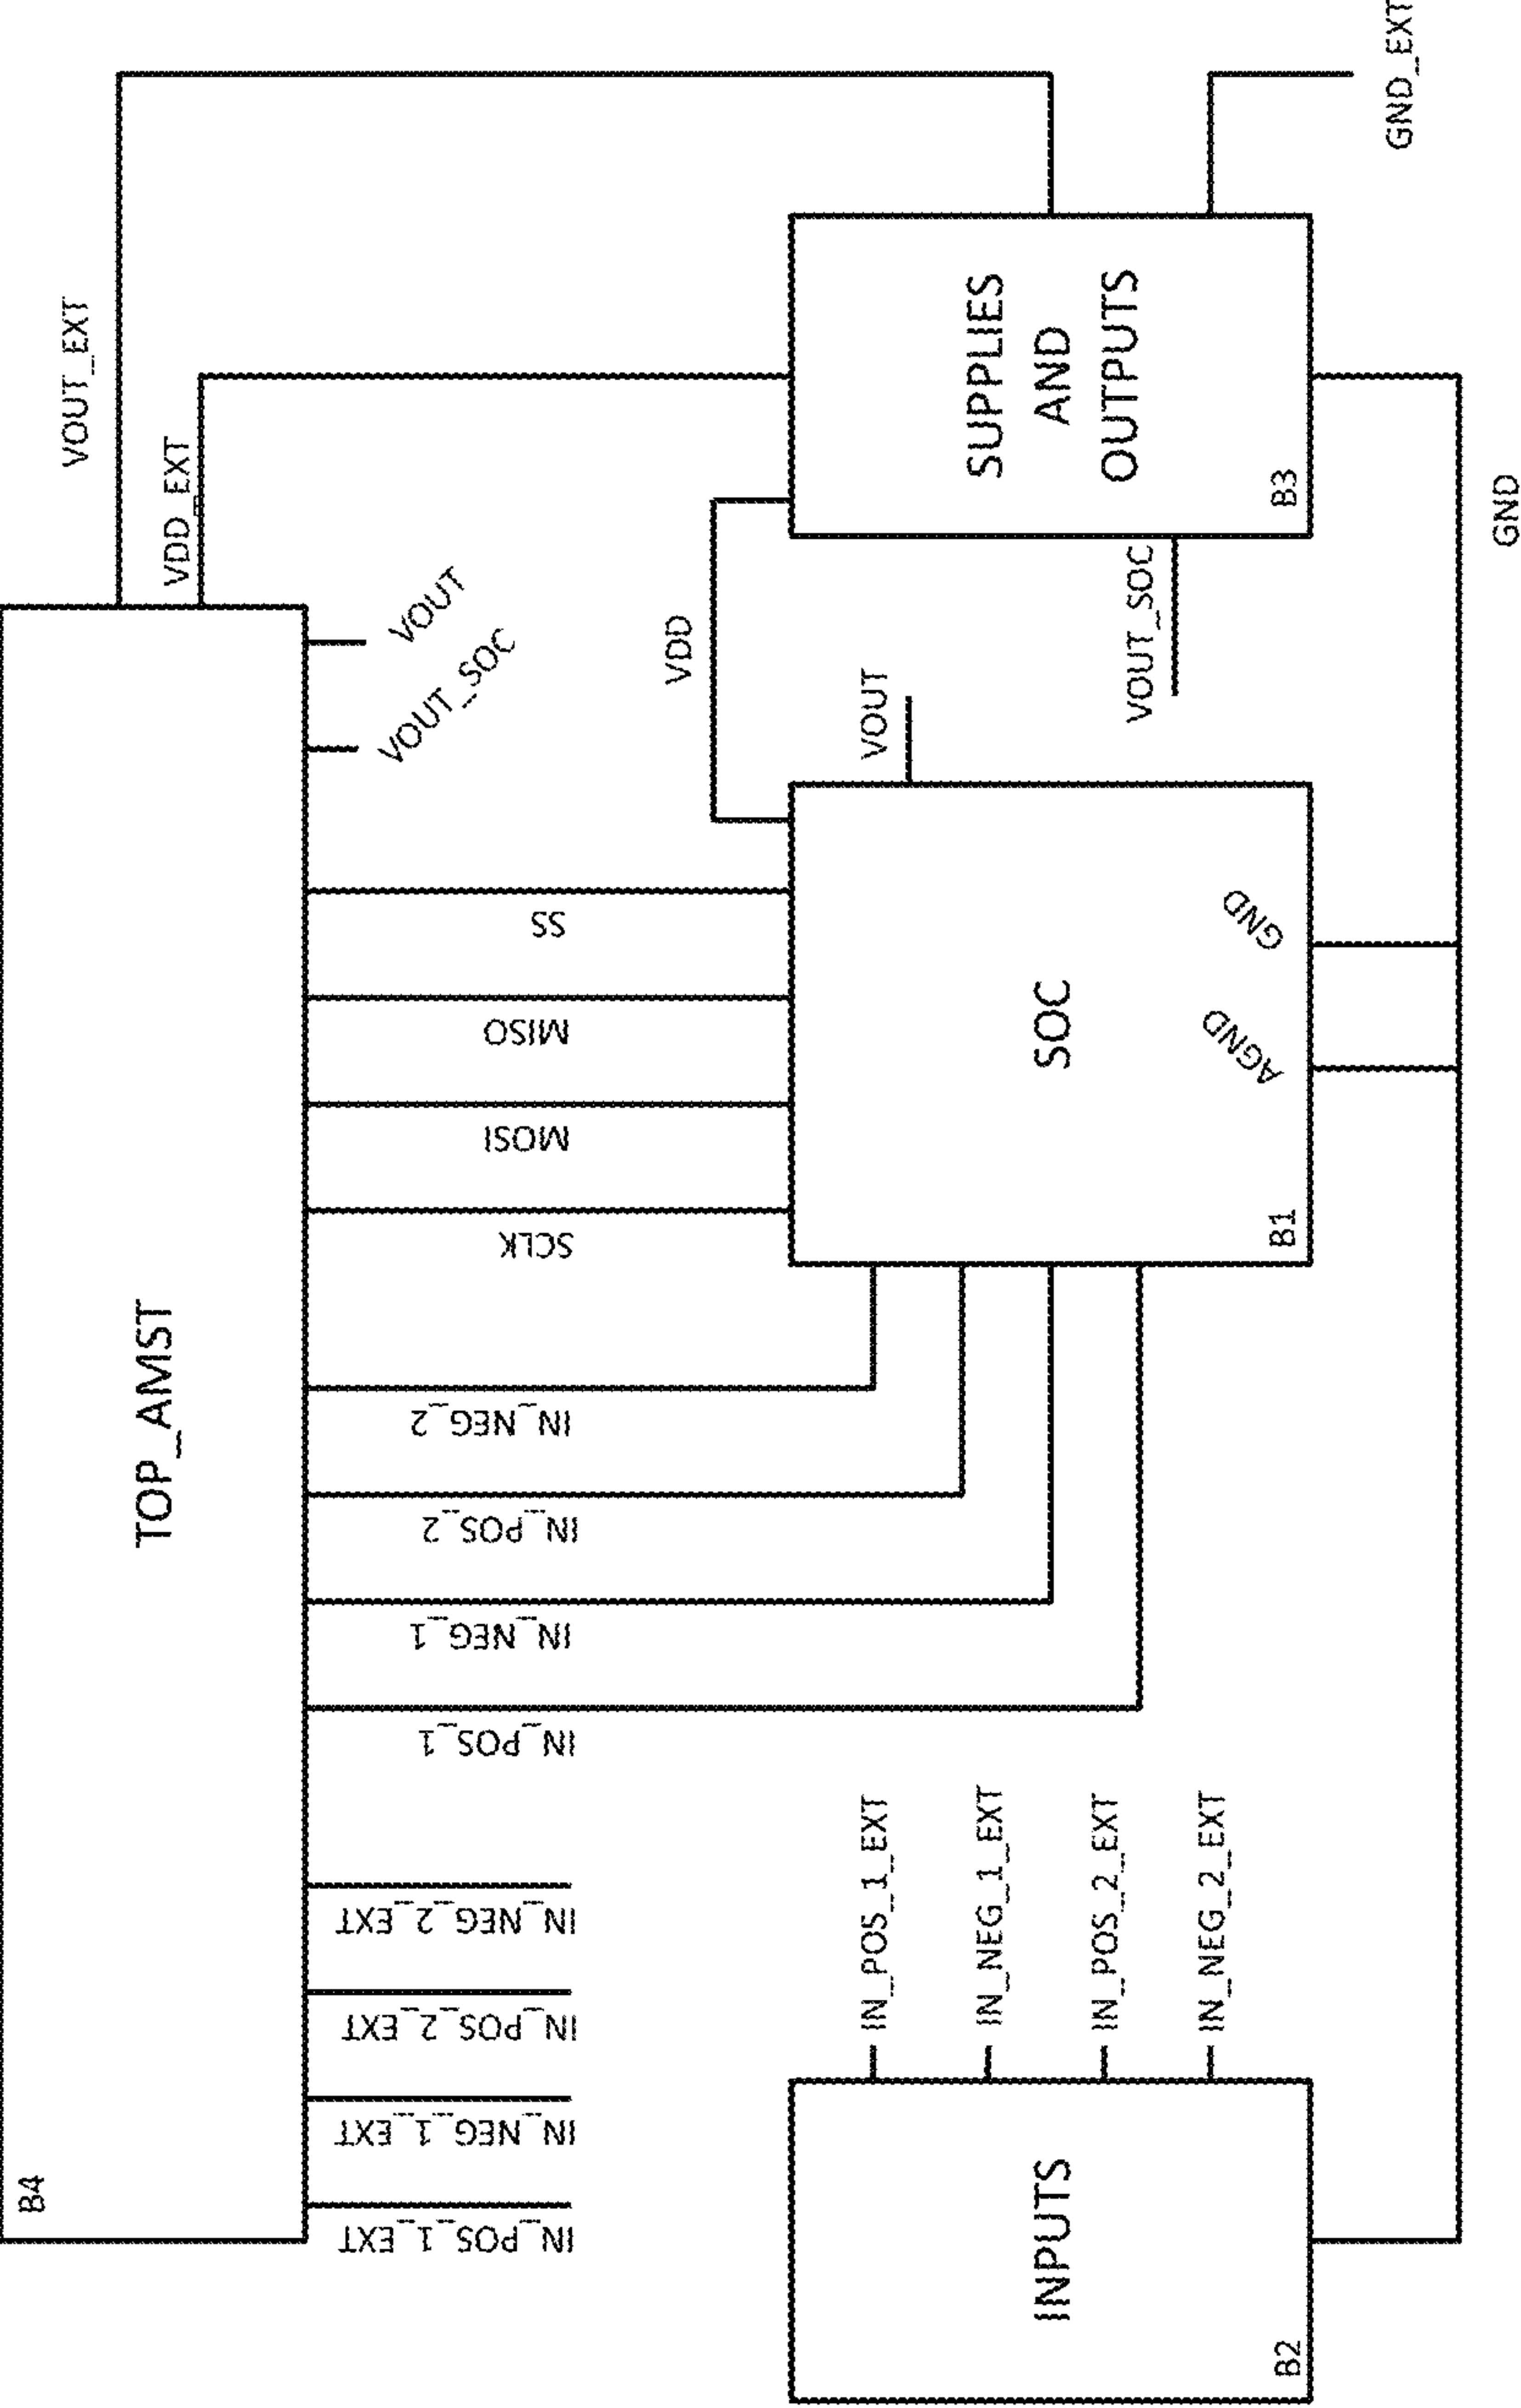 B4
TOP_AMST
VOUT_EXT
VDD_EXT
IN_POS_1_EXT
IN_NEG_1_EXT
IN_POS_2_EXT
IN_NEG_2_EXT
IN_POS_1
IN_NEG_1
IN_POS_2
IN_NEG_2
SCLK
MOSI
MISO
SS
VOUT_SOC
VOUT
VDD
INPUTS
B2
IN_POS_1_EXT
IN_NEG_1_EXT
IN_POS_2_EXT
IN_NEG_2_EXT
SOC
B1
AGND
GND
VOUT
VOUT_SOC
SUPPLIES
AND
OUTPUTS
B3
GND_EXT
GND